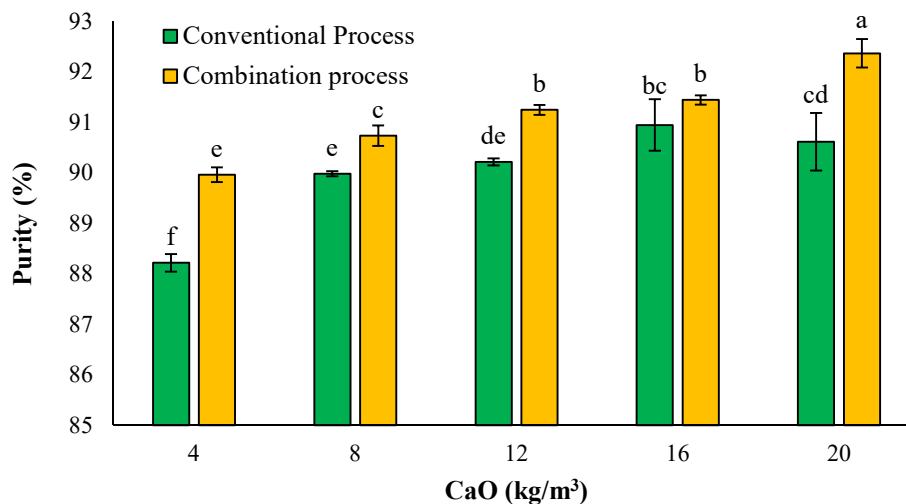 93
92
91
90
89
88
87
86
85
Purity (%)
Conventional Process
Combination process
f
e
e
c
de
b
bc
b
cd
a
4
8
12
16
20
CaO (kg/m³)